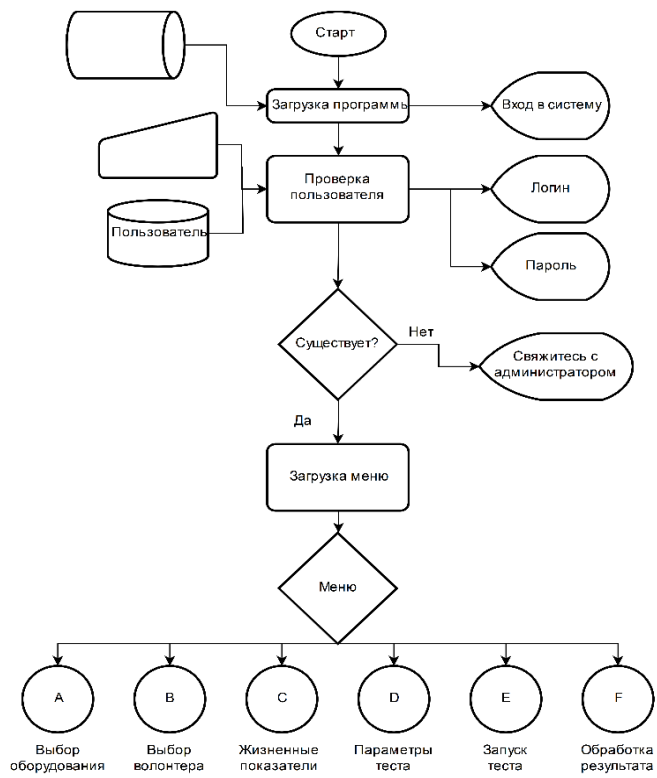 Старт
Загрузка программы
Вход в систему
Проверка
пользователя
Логин
Пользователь
Пароль
Существует?
Нет
Свяжитесь с
администратором
Да
Загрузка меню
Меню
A
B
C
D
E
F
Выбор
оборудования
Выбор
волонтера
Жизненные
показатели
Параметры
теста
Запуск
теста
Обработка
результата